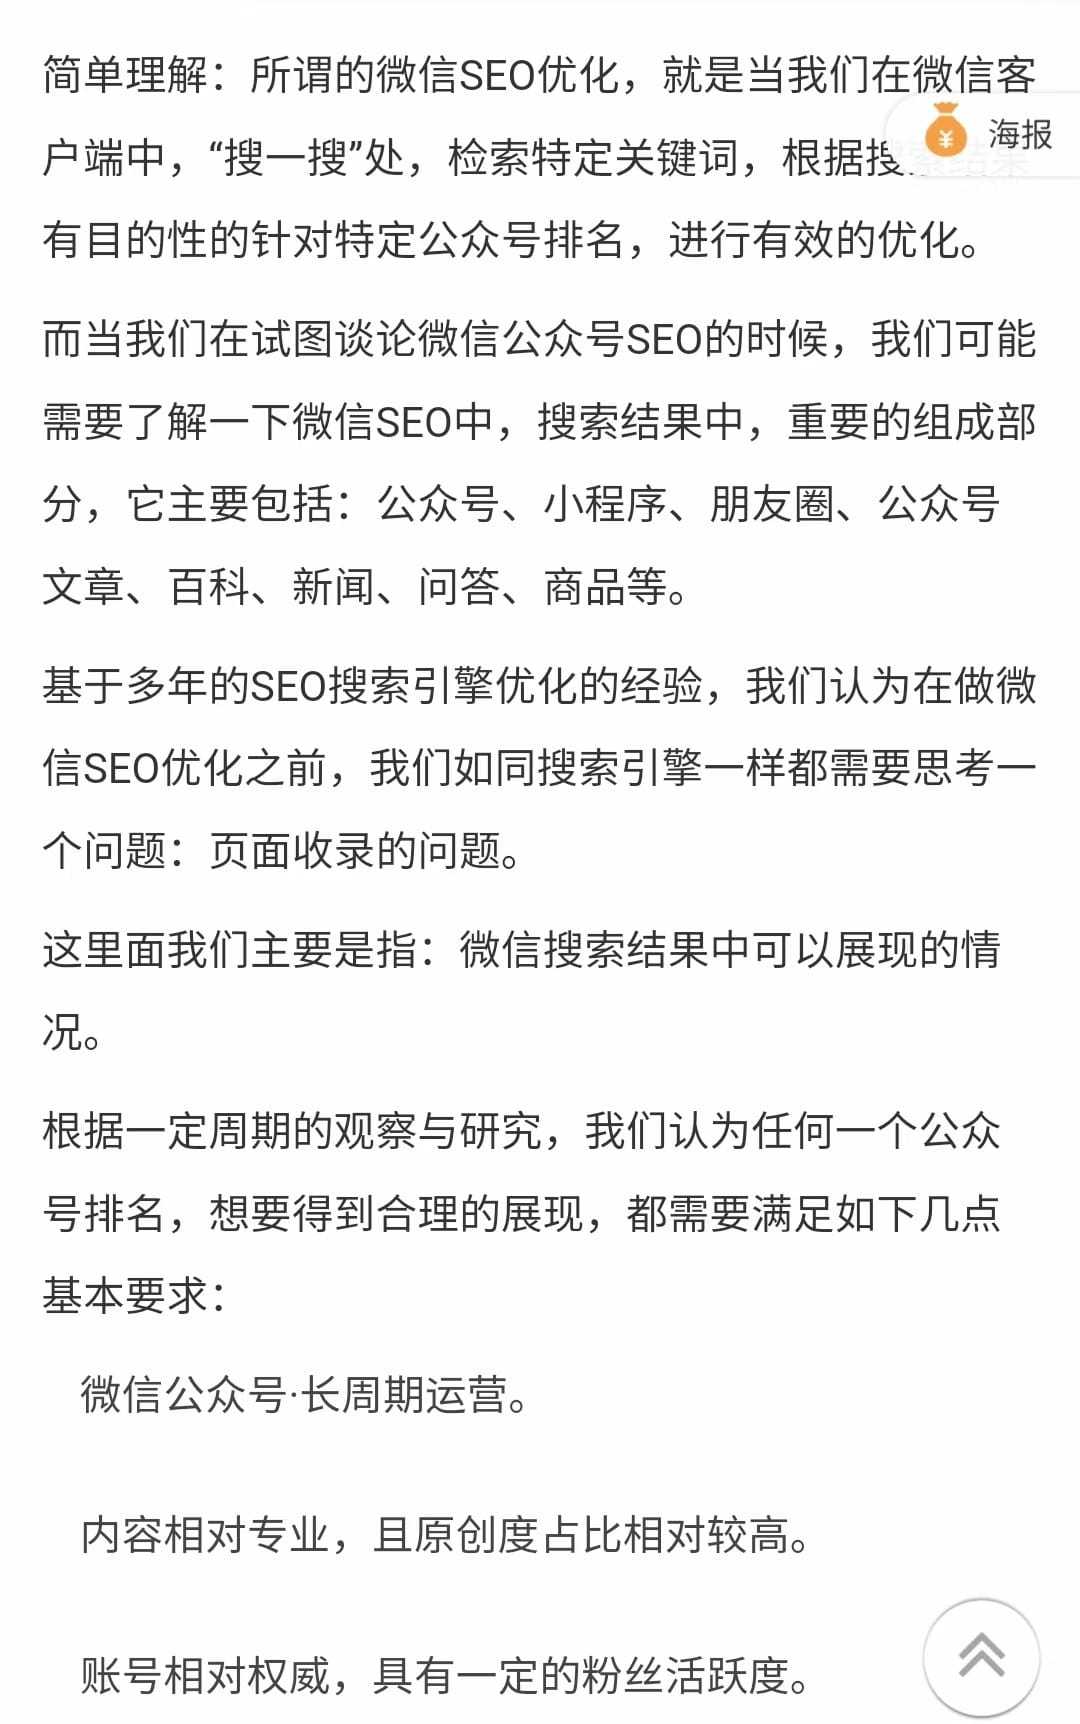 简单理解：所谓的微信SEO优化，就是当我们在微信客
户端中，“搜一搜”处，检索特定关键词，根据搜索结果
海报
有目的性的针对特定公众号排名，进行有效的优化。
而当我们在试图谈论微信公众号SEO的时候，我们可能
需要了解一下微信SEO中，搜索结果中，重要的组成部
分，它主要包括：公众号、小程序、朋友圈、公众号
文章、百科、新闻、问答、商品等。
基于多年的SEO搜索引擎优化的经验，我们认为在做微
信SEO优化之前，我们如同搜索引擎一样都需要思考一
个问题：页面收录的问题。
这里面我们主要是指：微信搜索结果中可以展现的情
况。
根据一定周期的观察与研究，我们认为任何一个公众
号排名，想要得到合理的展现，都需要满足如下几点
基本要求：
微信公众号·长周期运营。
内容相对专业，且原创度占比相对较高。
账号相对权威，具有一定的粉丝活跃度。